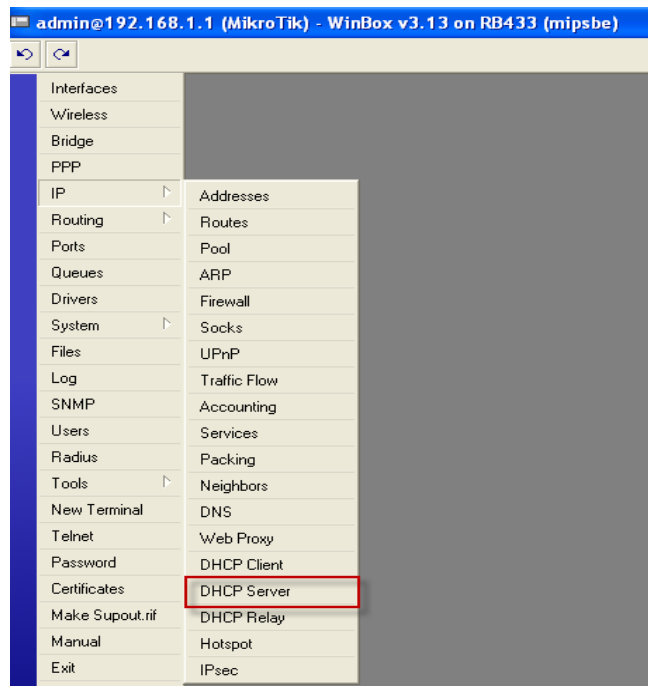 admin@192.168.1.1 (MikroTik) - WinBox v3.13 on RB433 (mipsbe)
Interfaces
Wireless
Bridge
PPP
IP
Routing
Ports
Queues
Drivers
System
Files
Log
SNMP
Users
Radius
Tools
New Terminal
Telnet
Password
Certificates
Make Supout.rif
Manual
Exit
Addresses
Routes
Pool
ARP
Firewall
Socks
UPnP
Traffic Flow
Accounting
Services
Packing
Neighbors
DNS
Web Proxy
DHCP Client
DHCP Server
DHCP Relay
Hotspot
IPsec